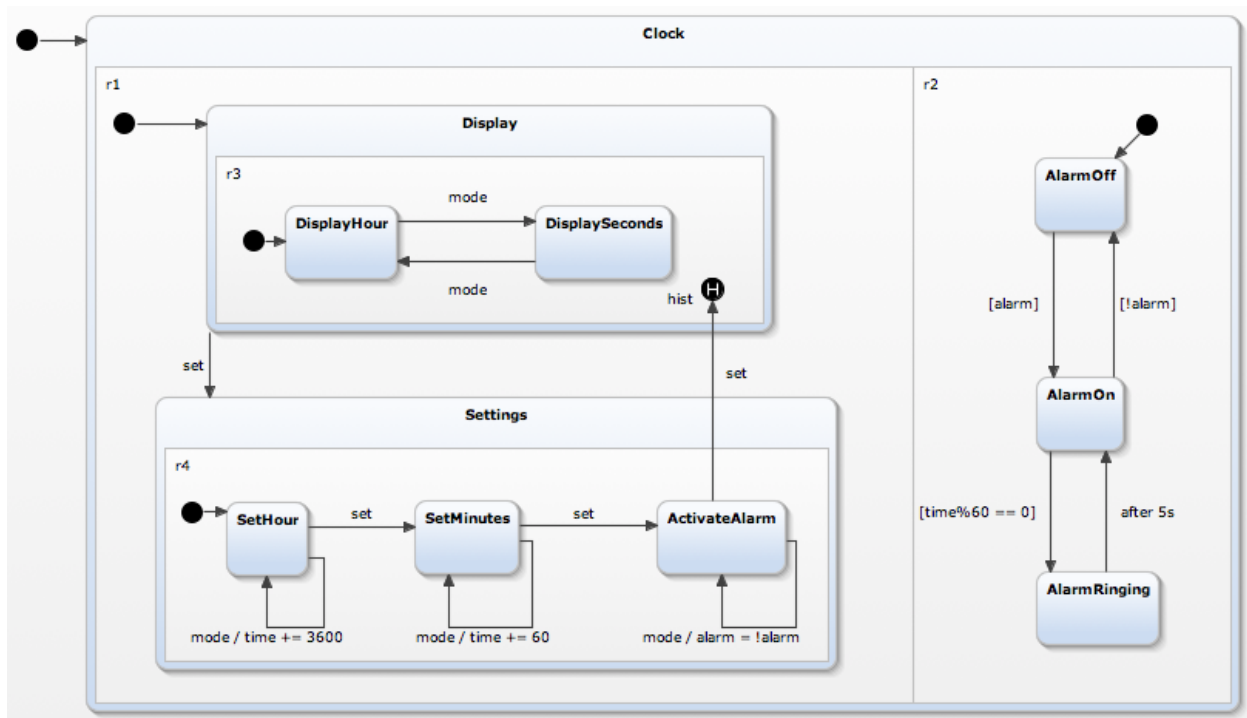 Clock
r1
r2
Display
AlarmOff
r3
mode
DisplayHour
DisplaySeconds
mode
hist
H
[alarm]
[!alarm]
set
set
AlarmOn
Settings
r4
SetHour
set
SetMinutes
set
ActivateAlarm
[time%60 == 0]
after 5s
AlarmRinging
mode / time += 3600
mode / time += 60
mode / alarm = !alarm